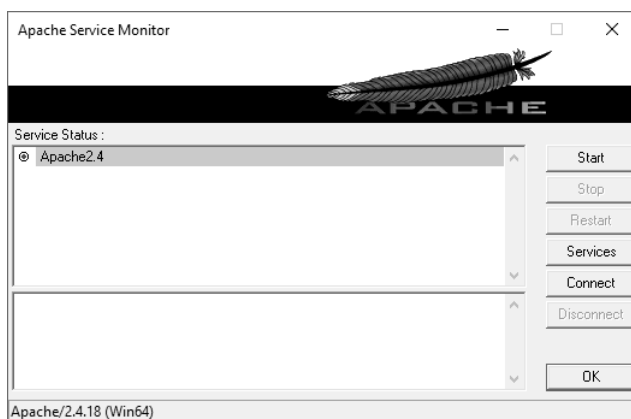 Apache Service Monitor
APACHE
Service Status :
Apache2.4
Start
Stop
Restart
Services
Connect
Disconnect
OK
Apache/2.4.18 (Win64)